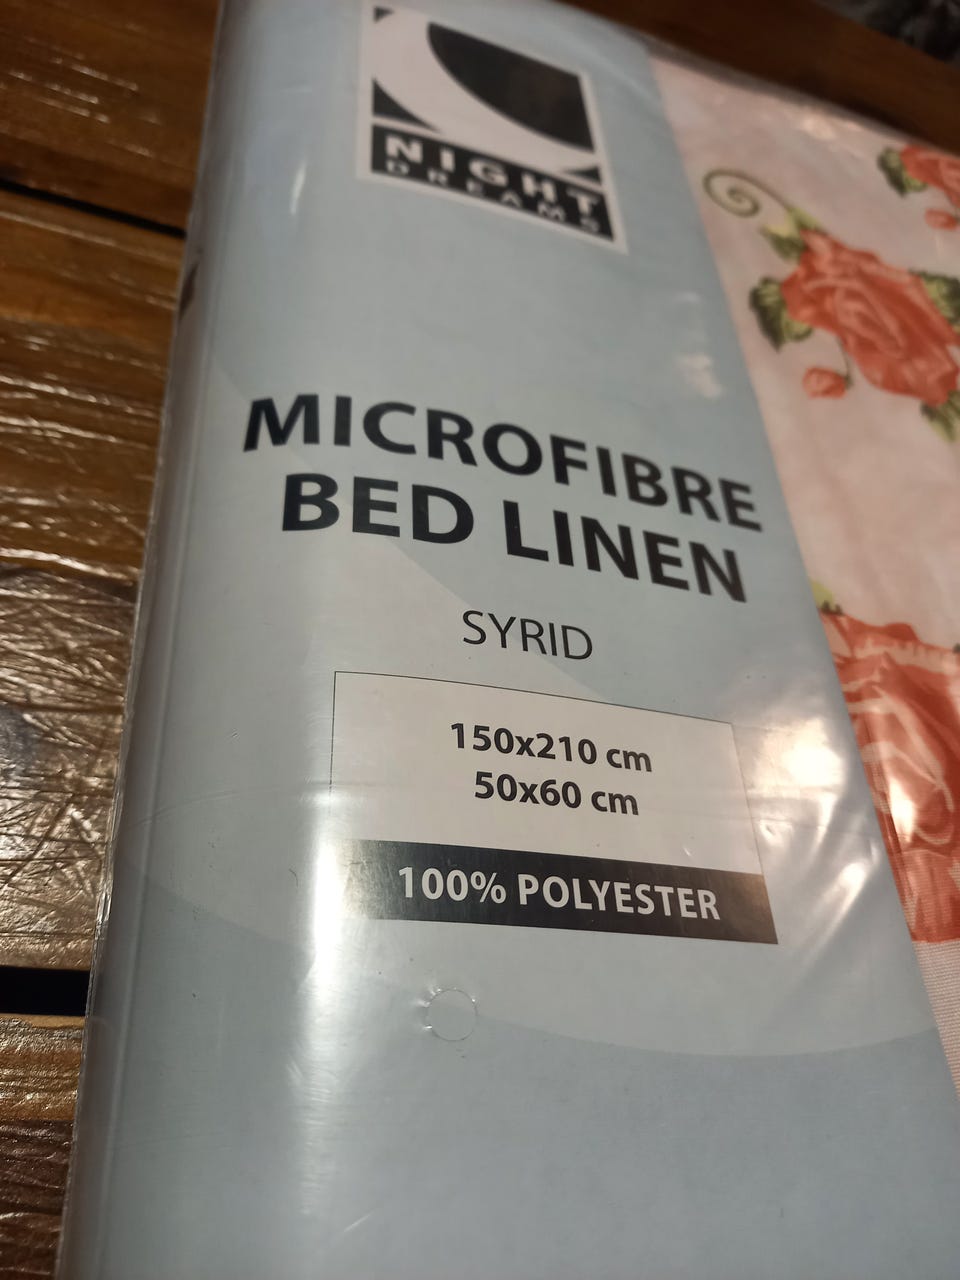 NIGHT
DREAMS
MICROFIBRE
BED LINEN
SYRID
150x210 cm
50x60 cm
100% POLYESTER